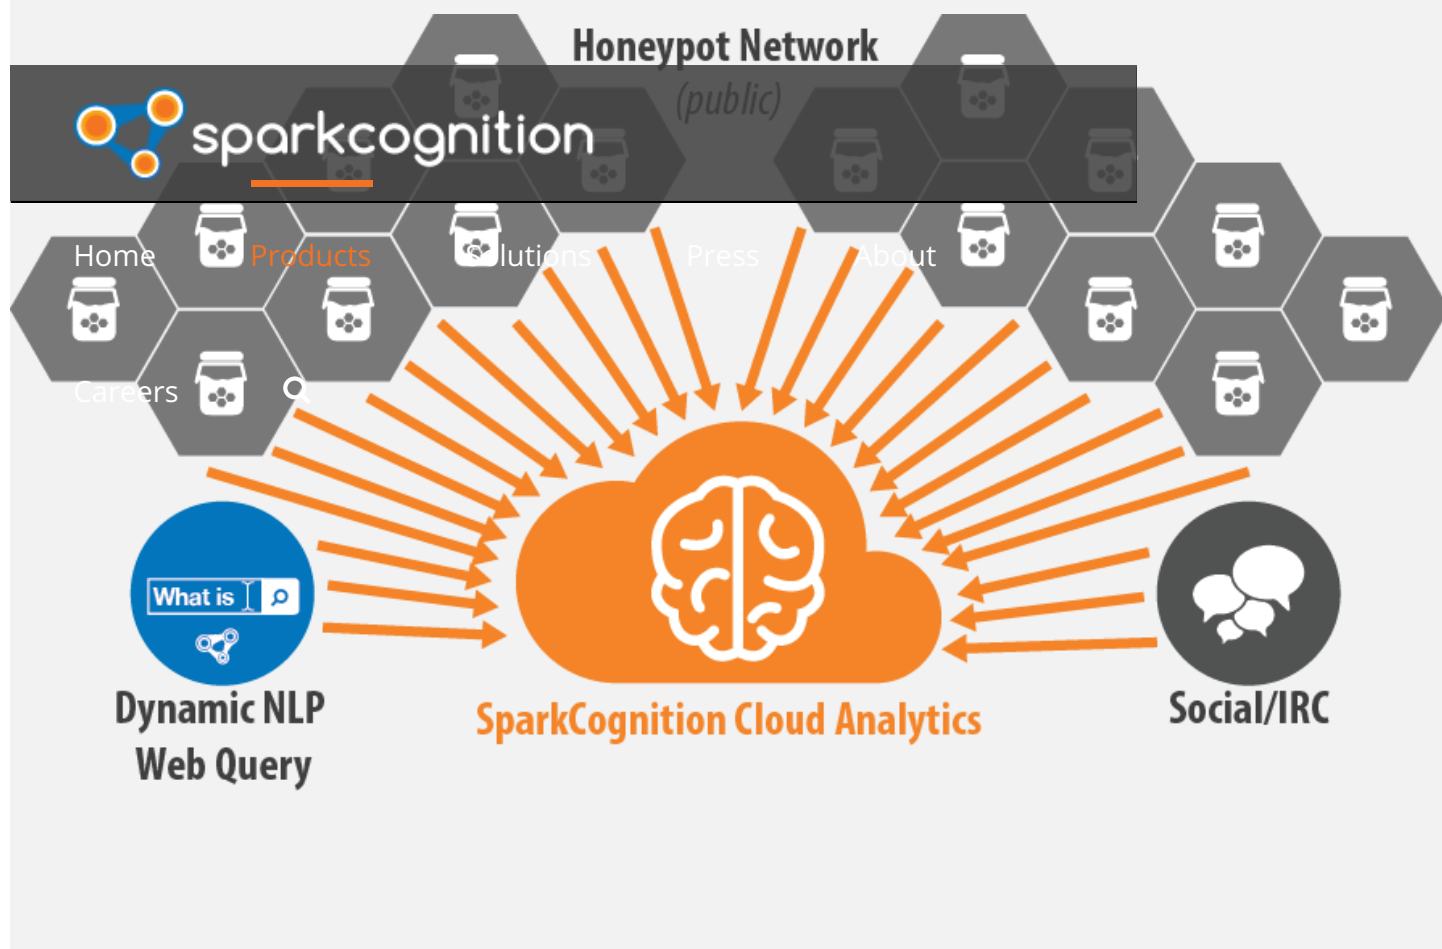 Honeypot Network
(public)
sparkcognition
Home Products Solutions Press About
Careers
What is
Dynamic NLP
Web Query
SparkCognition Cloud Analytics
Social/IRC